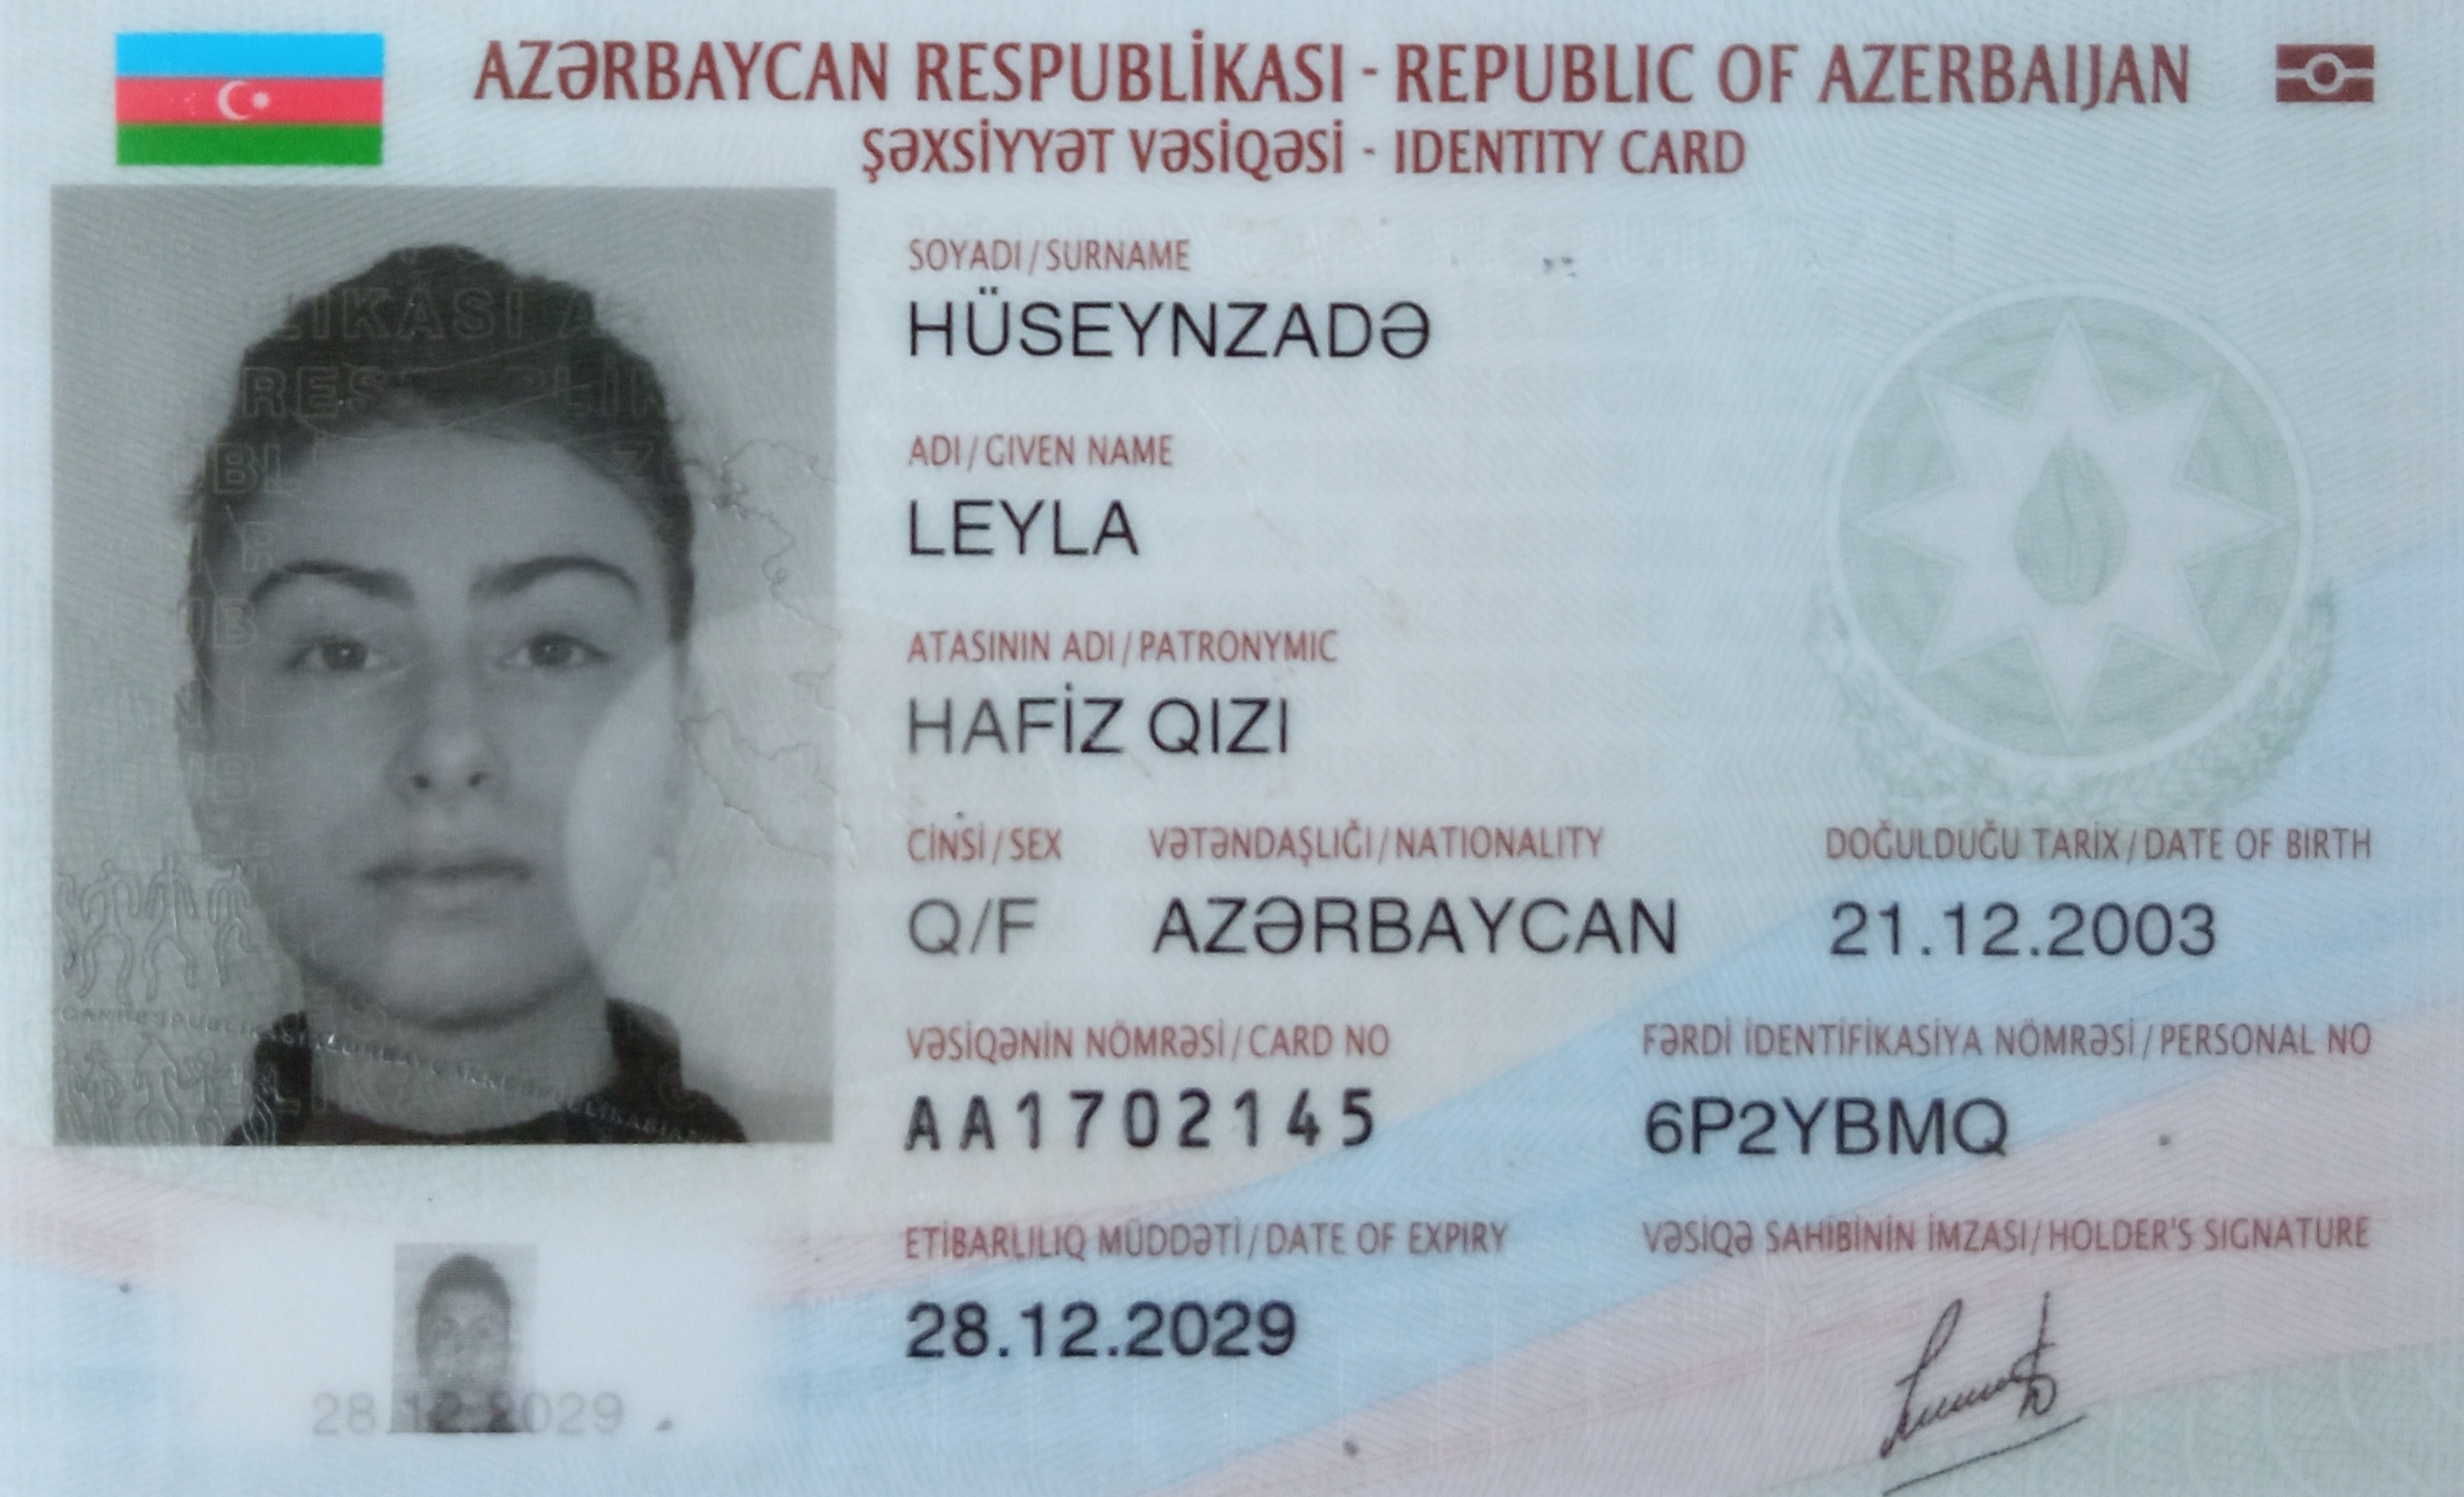 AZƏRBAYCAN RESPUBLİKASI - REPUBLIC OF AZERBAIJAN
ŞƏXSİYYƏT VƏSİQƏSİ - IDENTITY CARD
SOYADI / SURNAME
HÜSEYNZADƏ
ADI / GIVEN NAME
LEYLA
ATASININ ADI / PATRONYMIC
HAFİZ QIZI
CİNSİ / SEX VƏTƏNDAŞLIĞI / NATIONALITY DOĞULDUĞU TARİX / DATE OF BIRTH
Q/F AZƏRBAYCAN 21.12.2003
VƏSİQƏNİN NÖMRƏSİ / CARD NO FƏRDİ İDENTİFİKASİYA NÖMRƏSİ / PERSONAL NO
AA1702145 6P2YBMQ
ETİBARLILIQ MÜDDƏTİ / DATE OF EXPIRY VƏSİQƏ SAHİBİNİN İMZASI / HOLDER'S SIGNATURE
28.12.2029
28.12.2029